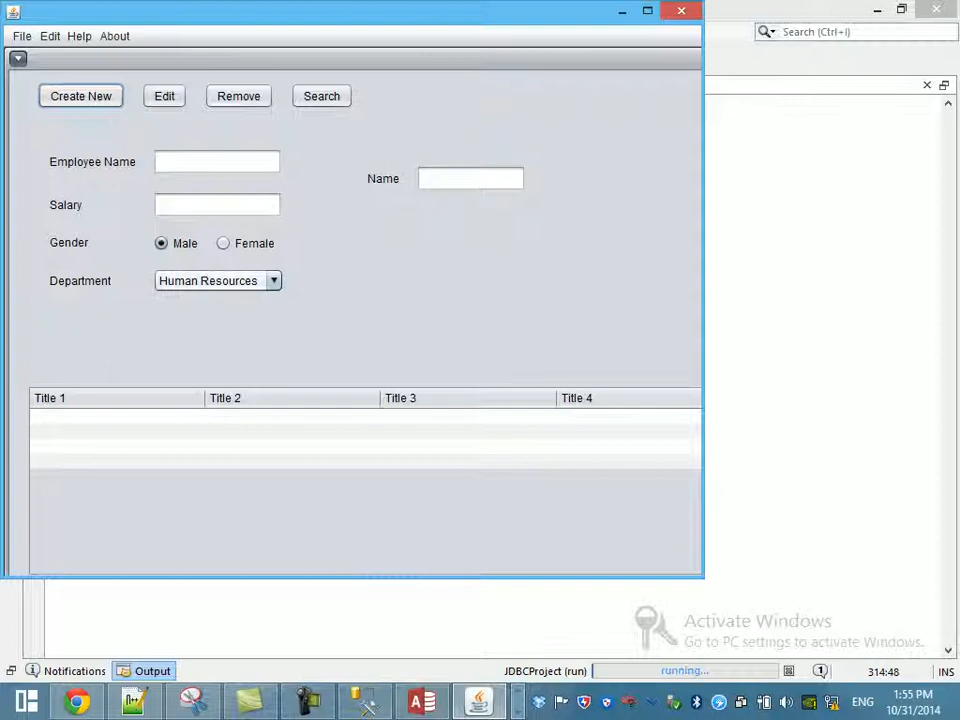 Search (Ctrl+I)
File Edit Help About
Create New Edit Remove Search
Employee Name
Name
Salary
Gender Male Female
Department Human Resources
Title 1 Title 2 Title 3 Title 4
Activate Windows
Go to PC settings to activate Windows.
Notifications Output JDBCProject (run) running... 1 314:48 INS
ENG 1:55 PM
10/31/2014